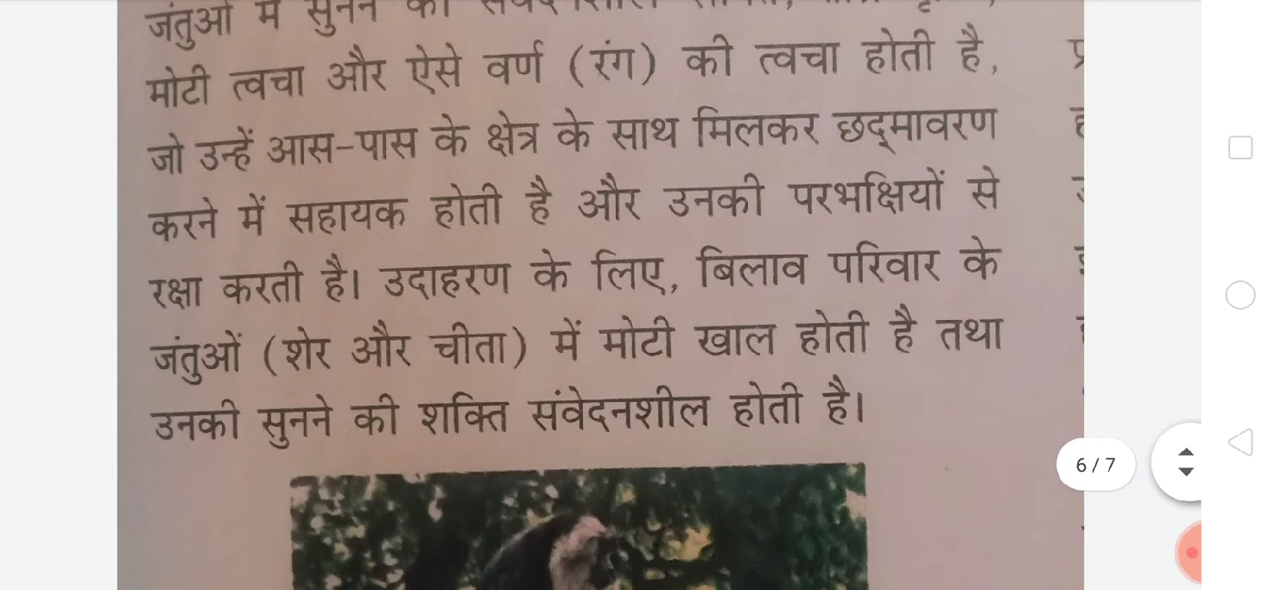 जंतुओं में सुनने की
मोटी त्वचा और ऐसे वर्ण (रंग) की त्वचा होती है,
जो उन्हें आस-पास के क्षेत्र के साथ मिलकर छद्मावरण
करने में सहायक होती है और उनकी परभक्षियों से
रक्षा करती है। उदाहरण के लिए, बिलाव परिवार के
जंतुओं (शेर और चीता) में मोटी खाल होती है तथा
उनकी सुनने की शक्ति संवेदनशील होती है।
6/7